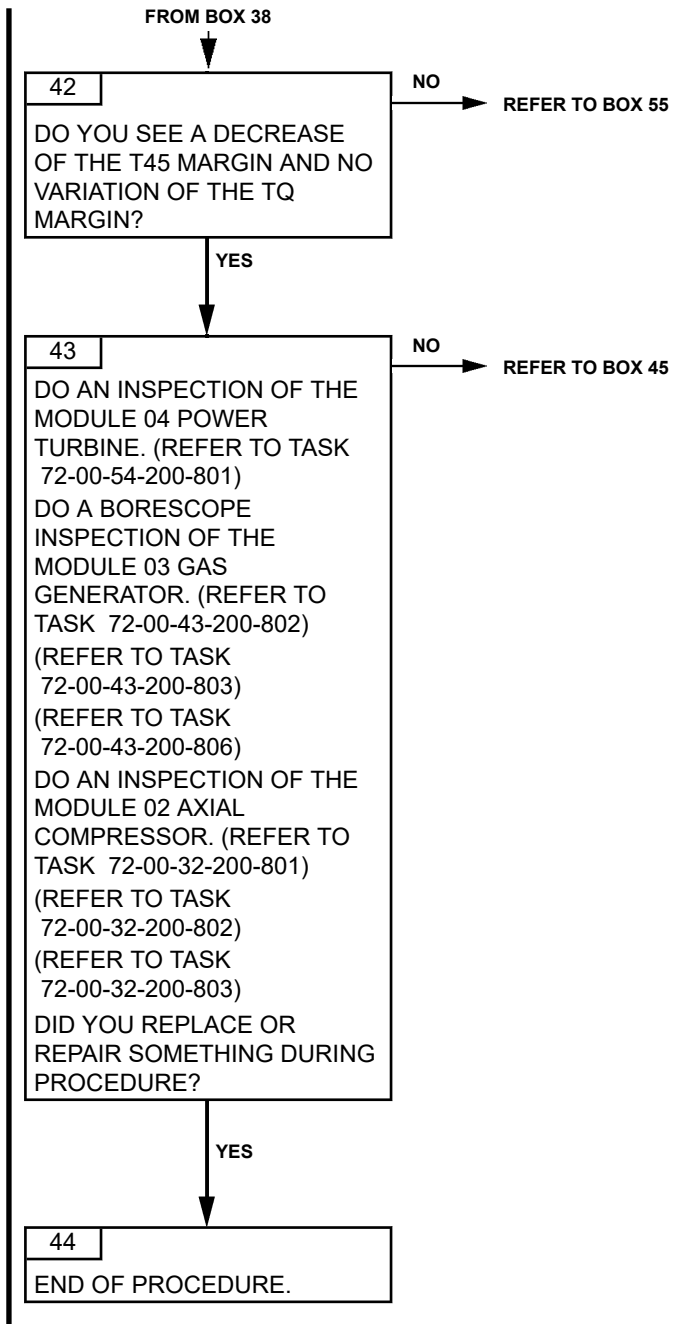 FROM BOX 38
42
NO
REFER TO BOX 55
DO YOU SEE A DECREASE
OF THE T45 MARGIN AND NO
VARIATION OF THE TQ
MARGIN?
YES
43
NO
REFER TO BOX 45
DO AN INSPECTION OF THE
MODULE 04 POWER
TURBINE. (REFER TO TASK
72-00-54-200-801)
DO A BORESCOPE
INSPECTION OF THE
MODULE 03 GAS
GENERATOR. (REFER TO
TASK 72-00-43-200-802)
(REFER TO TASK
72-00-43-200-803)
(REFER TO TASK
72-00-43-200-806)
DO AN INSPECTION OF THE
MODULE 02 AXIAL
COMPRESSOR. (REFER TO
TASK 72-00-32-200-801)
(REFER TO TASK
72-00-32-200-802)
(REFER TO TASK
72-00-32-200-803)
DID YOU REPLACE OR
REPAIR SOMETHING DURING
PROCEDURE?
YES
44
END OF PROCEDURE.